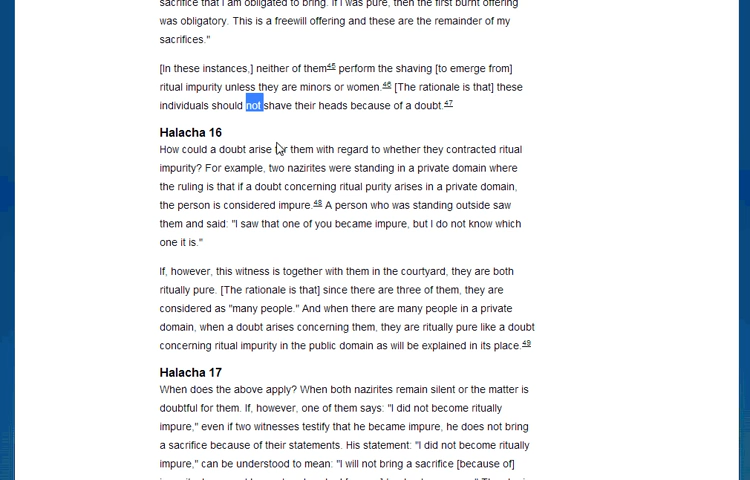 sacrifice that I am obligated to bring. If I was pure, then the first burnt offering
was obligatory. This is a freewill offering and these are the remainder of my
sacrifices."
[In these instances,] neither of them45 perform the shaving [to emerge from]
ritual impurity unless they are minors or women.46 [The rationale is that] these
individuals should not shave their heads because of a doubt.47
Halacha 16
How could a doubt arise for them with regard to whether they contracted ritual
impurity? For example, two nazirites were standing in a private domain where
the ruling is that if a doubt concerning ritual purity arises in a private domain,
the person is considered impure.48 A person who was standing outside saw
them and said: "I saw that one of you became impure, but I do not know which
one it is."
If, however, this witness is together with them in the courtyard, they are both
ritually pure. [The rationale is that] since there are three of them, they are
considered as "many people." And when there are many people in a private
domain, when a doubt arises concerning them, they are ritually pure like a doubt
concerning ritual impurity in the public domain as will be explained in its place.49
Halacha 17
When does the above apply? When both nazirites remain silent or the matter is
doubtful for them. If, however, one of them says: "I did not become ritually
impure," even if two witnesses testify that he became impure, he does not bring
a sacrifice because of their statements. His statement: "I did not become ritually
impure," can be understood to mean: "I will not bring a sacrifice [because of]